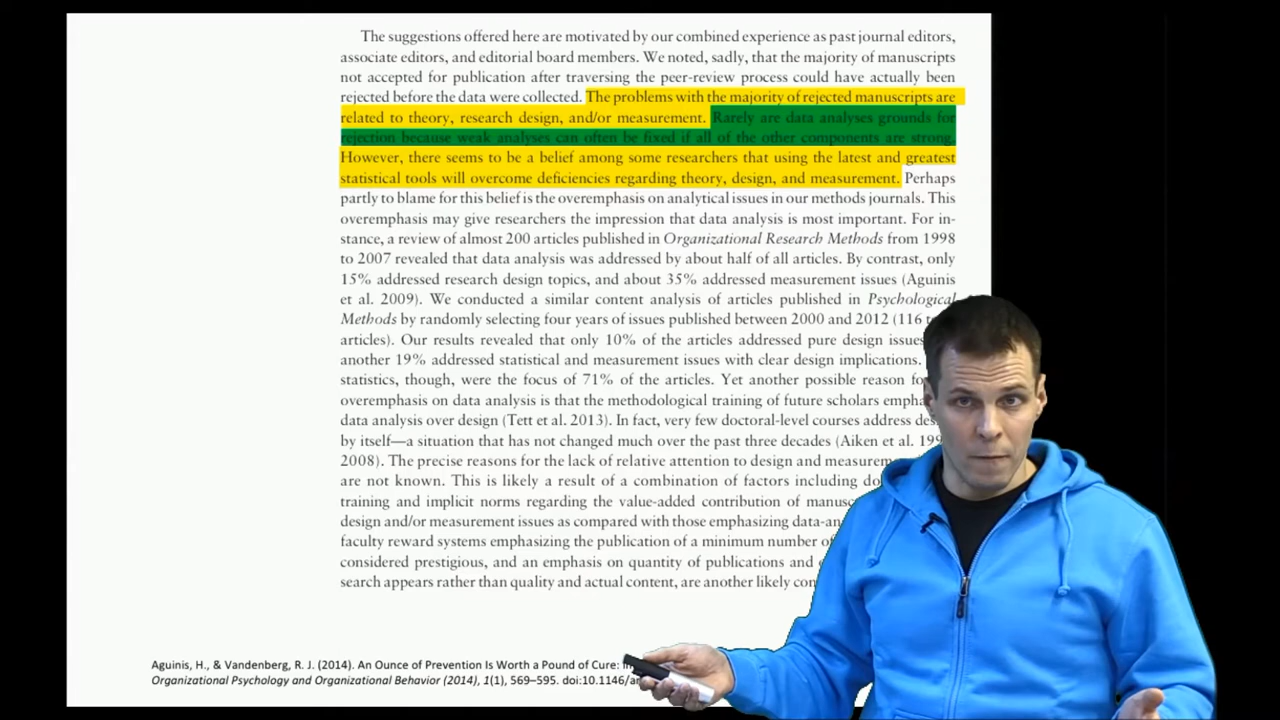 The suggestions offered here are motivated by our combined experience as past journal editors,
associate editors, and editorial board members. We noted, sadly, that the majority of manuscripts
not accepted for publication after traversing the peer-review process could have actually been
rejected before the data were collected. The problems with the majority of rejected manuscripts are
related to theory, research design, and/or measurement. Rarely are data analyses grounds for
rejection because weak analyses can often be fixed if all of the other components are strong.
However, there seems to be a belief among some researchers that using the latest and greatest
statistical tools will overcome deficiencies regarding theory, design, and measurement. Perhaps
partly to blame for this belief is the overemphasis on analytical issues in our methods journals. This
overemphasis may give researchers the impression that data analysis is most important. For in-
stance, a review of almost 200 articles published in Organizational Research Methods from 1998
to 2007 revealed that data analysis was addressed by about half of all articles. By contrast, only
15% addressed research design topics, and about 35% addressed measurement issues (Aguinis
et al. 2009). We conducted a similar content analysis of articles published in Psychological
Methods by randomly selecting four years of issues published between 2000 and 2012 (116
articles). Our results revealed that only 10% of the articles addressed pure design issues
another 19% addressed statistical and measurement issues with clear design implications.
statistics, though, were the focus of 71% of the articles. Yet another possible reason
overemphasis on data analysis is that the methodological training of future scholars
data analysis over design (Tett et al. 2013). In fact, very few doctoral-level courses address
by itself—a situation that has not changed much over the past three decades (Aiken et al.
2008). The precise reasons for the lack of relative attention to design and
are not known. This is likely a result of a combination of factors including
training and implicit norms regarding the value-added contribution of
design and/or measurement issues as compared with those emphasizing
faculty reward systems emphasizing the publication of a minimum number of
considered prestigious, and an emphasis on quantity of publications and
search appears rather than quality and actual content, are another likely
Aguinis, H., & Vandenberg, R. J. (2014). An Ounce of Prevention Is Worth a Pound of Cure:
Organizational Psychology and Organizational Behavior (2014), 1(1), 569–595.